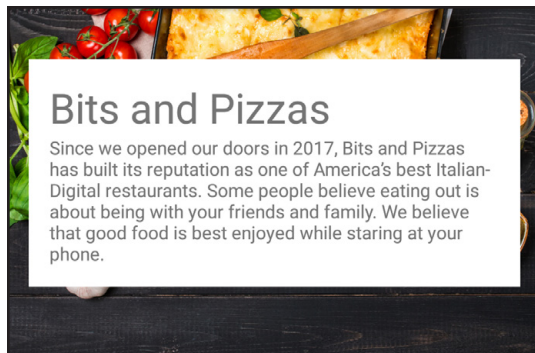 Bits and Pizzas
Since we opened our doors in 2017, Bits and Pizzas
has built its reputation as one of America's best Italian-
Digital restaurants. Some people believe eating out is
about being with your friends and family. We believe
that good food is best enjoyed while staring at your
phone.